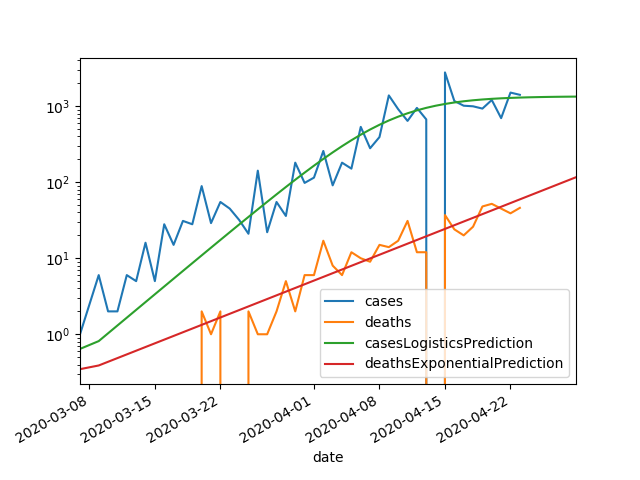 10³
10²
10¹
10⁰
cases
deaths
casesLogisticsPrediction
deathsExponentialPrediction
2020-03-08
2020-03-15
2020-03-22
2020-04-01
2020-04-08
2020-04-15
2020-04-22
date